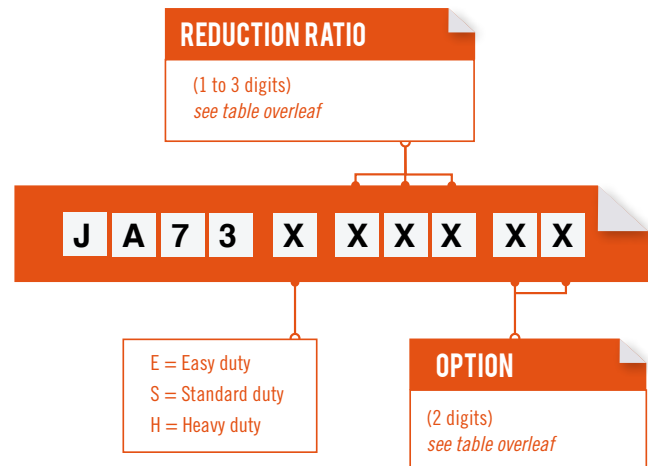 REDUCTION RATIO
(1 to 3 digits)
see table overleaf
J A 7 3 X X X X X X
E = Easy duty
S = Standard duty
H = Heavy duty
OPTION
(2 digits)
see table overleaf